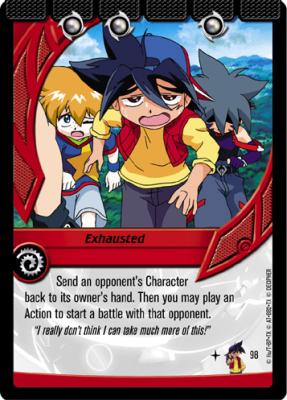 Exhausted
Send an opponent's Character
back to its owner's hand. Then you may play an
Action to start a battle with that opponent.
"I really don't think I can take much more of this!"
98